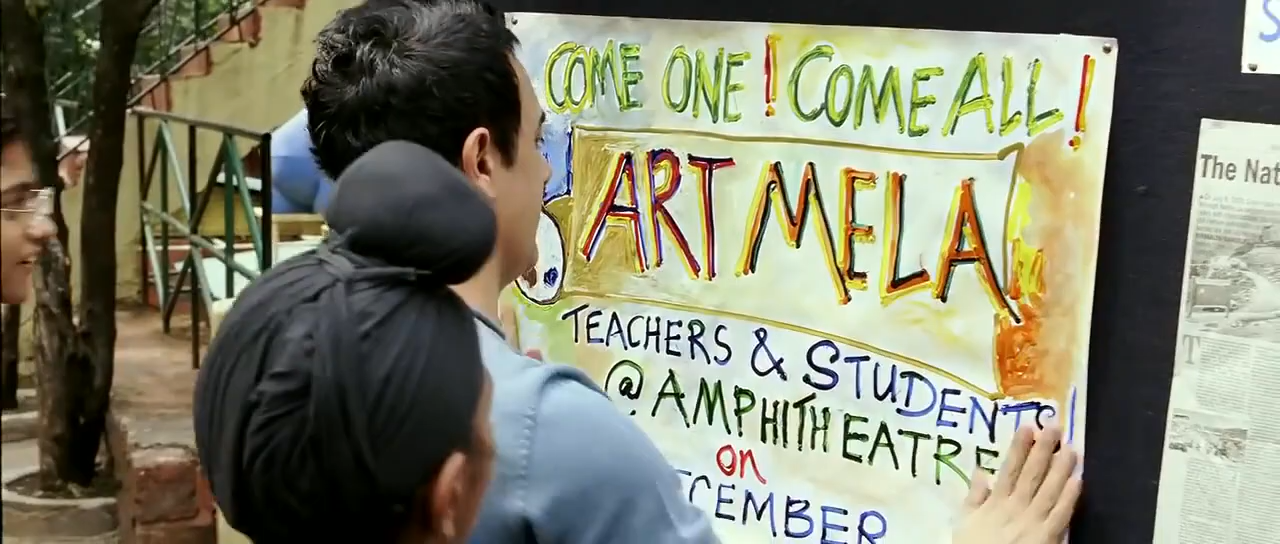 COME ONE! COME ALL!
ART MELA
TEACHERS & STUDENTS!
@ AMPHITHEATRE
on
The Nat